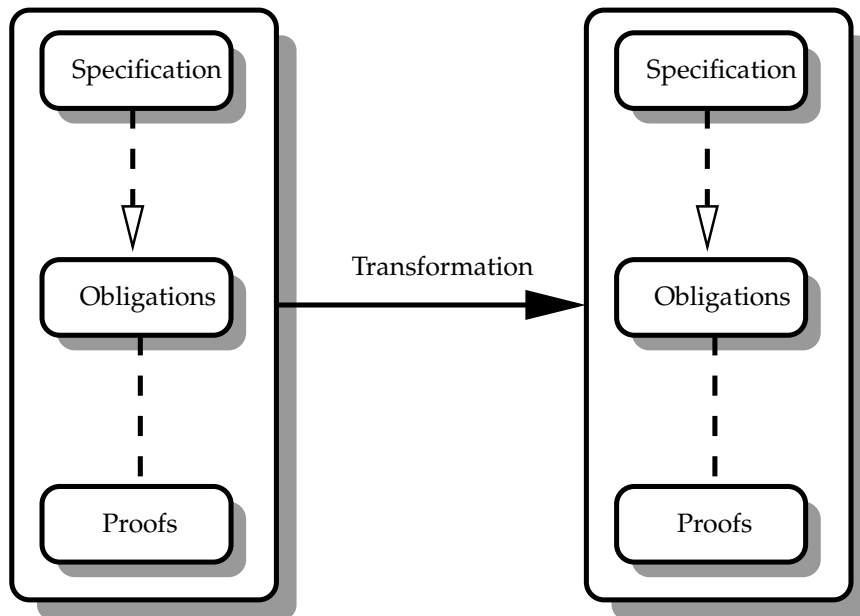 Specification
Obligations
Proofs
Transformation
Specification
Obligations
Proofs